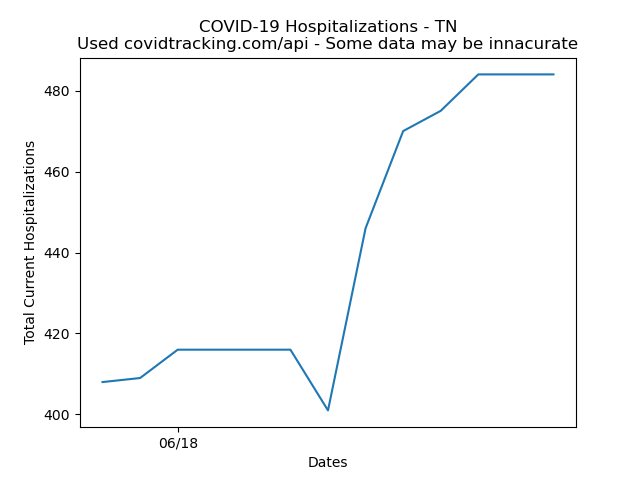 COVID-19 Hospitalizations - TN
Used covidtracking.com/api - Some data may be innacurate
480
460
440
420
400
Total Current Hospitalizations
06/18
Dates